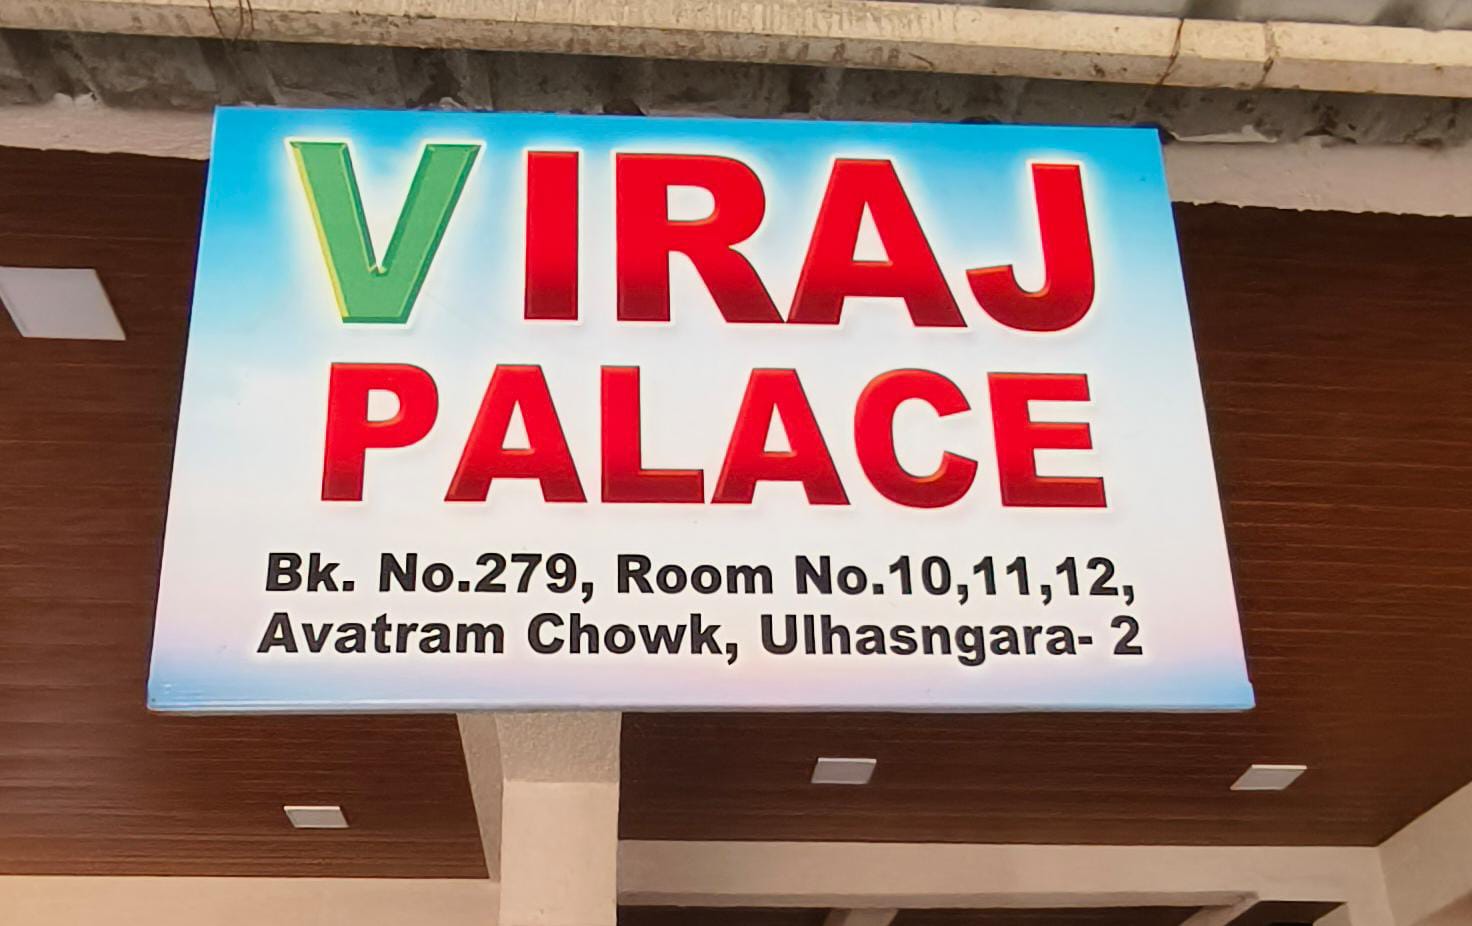 VIRAJ
PALACE
Bk. No.279, Room No.10,11,12,
Avatram Chowk, Ulhasngara- 2